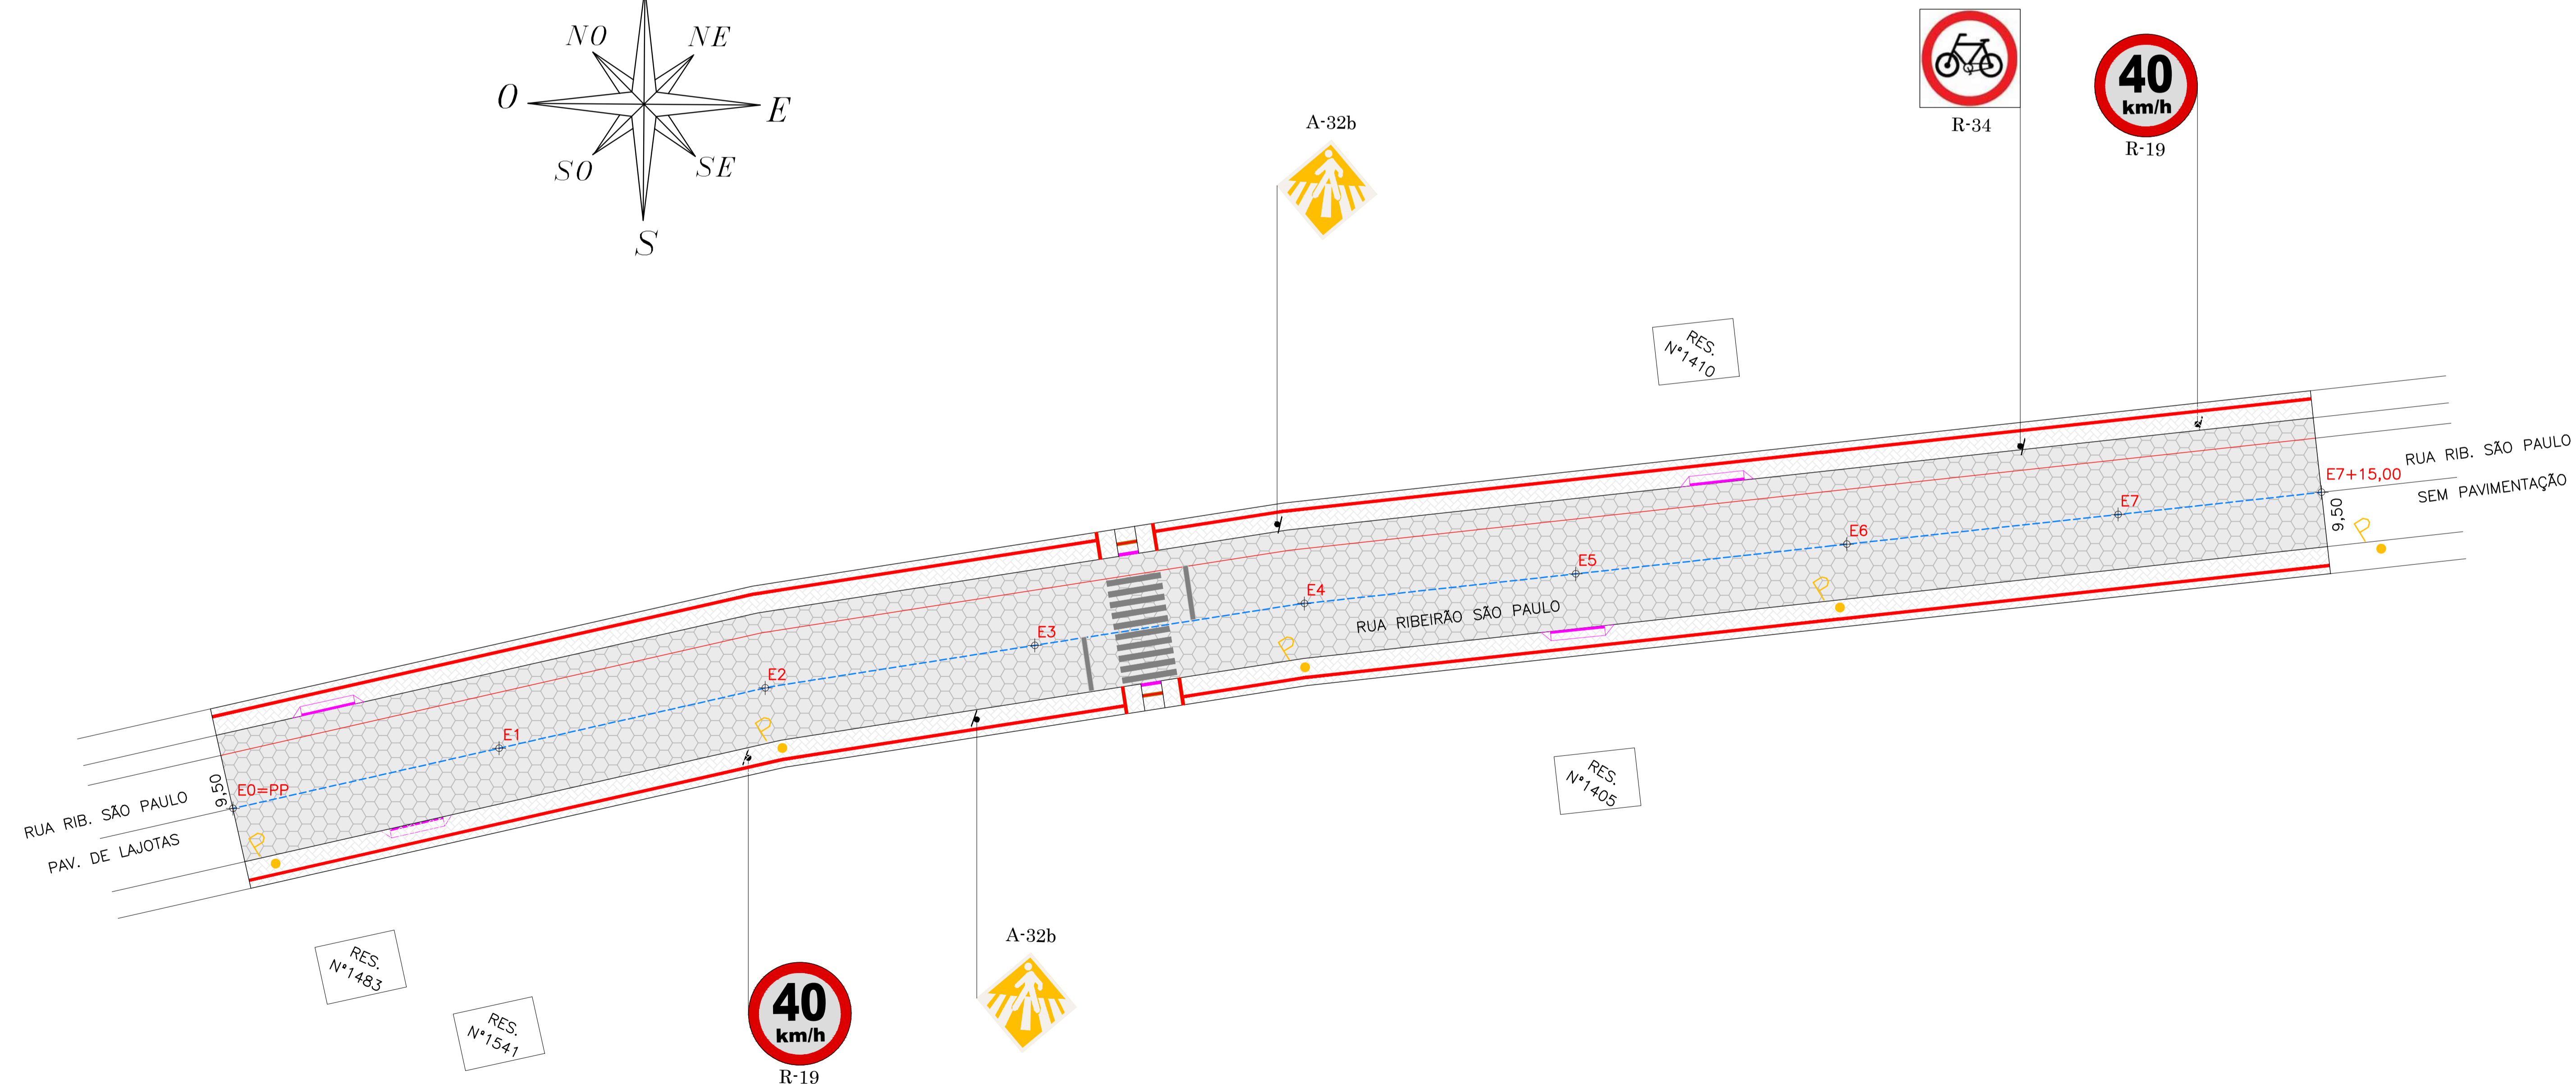 NO
NE
O
E
SO
SE
S
A-32b
R-34
40
km/h
R-19
RES.
N°1410
RUA RIB. SÃO PAULO
SEM PAVIMENTAÇÃO
E7+15,00
9,50
P
E7
E6
P
E5
E4
RUA RIBEIRÃO SÃO PAULO
P
E3
E2
P
E1
E0=PP
9,50
P
RUA RIB. SÃO PAULO
PAV. DE LAJOTAS
RES.
N°1405
RES.
N°1483
RES.
N°1541
40
km/h
R-19
A-32b